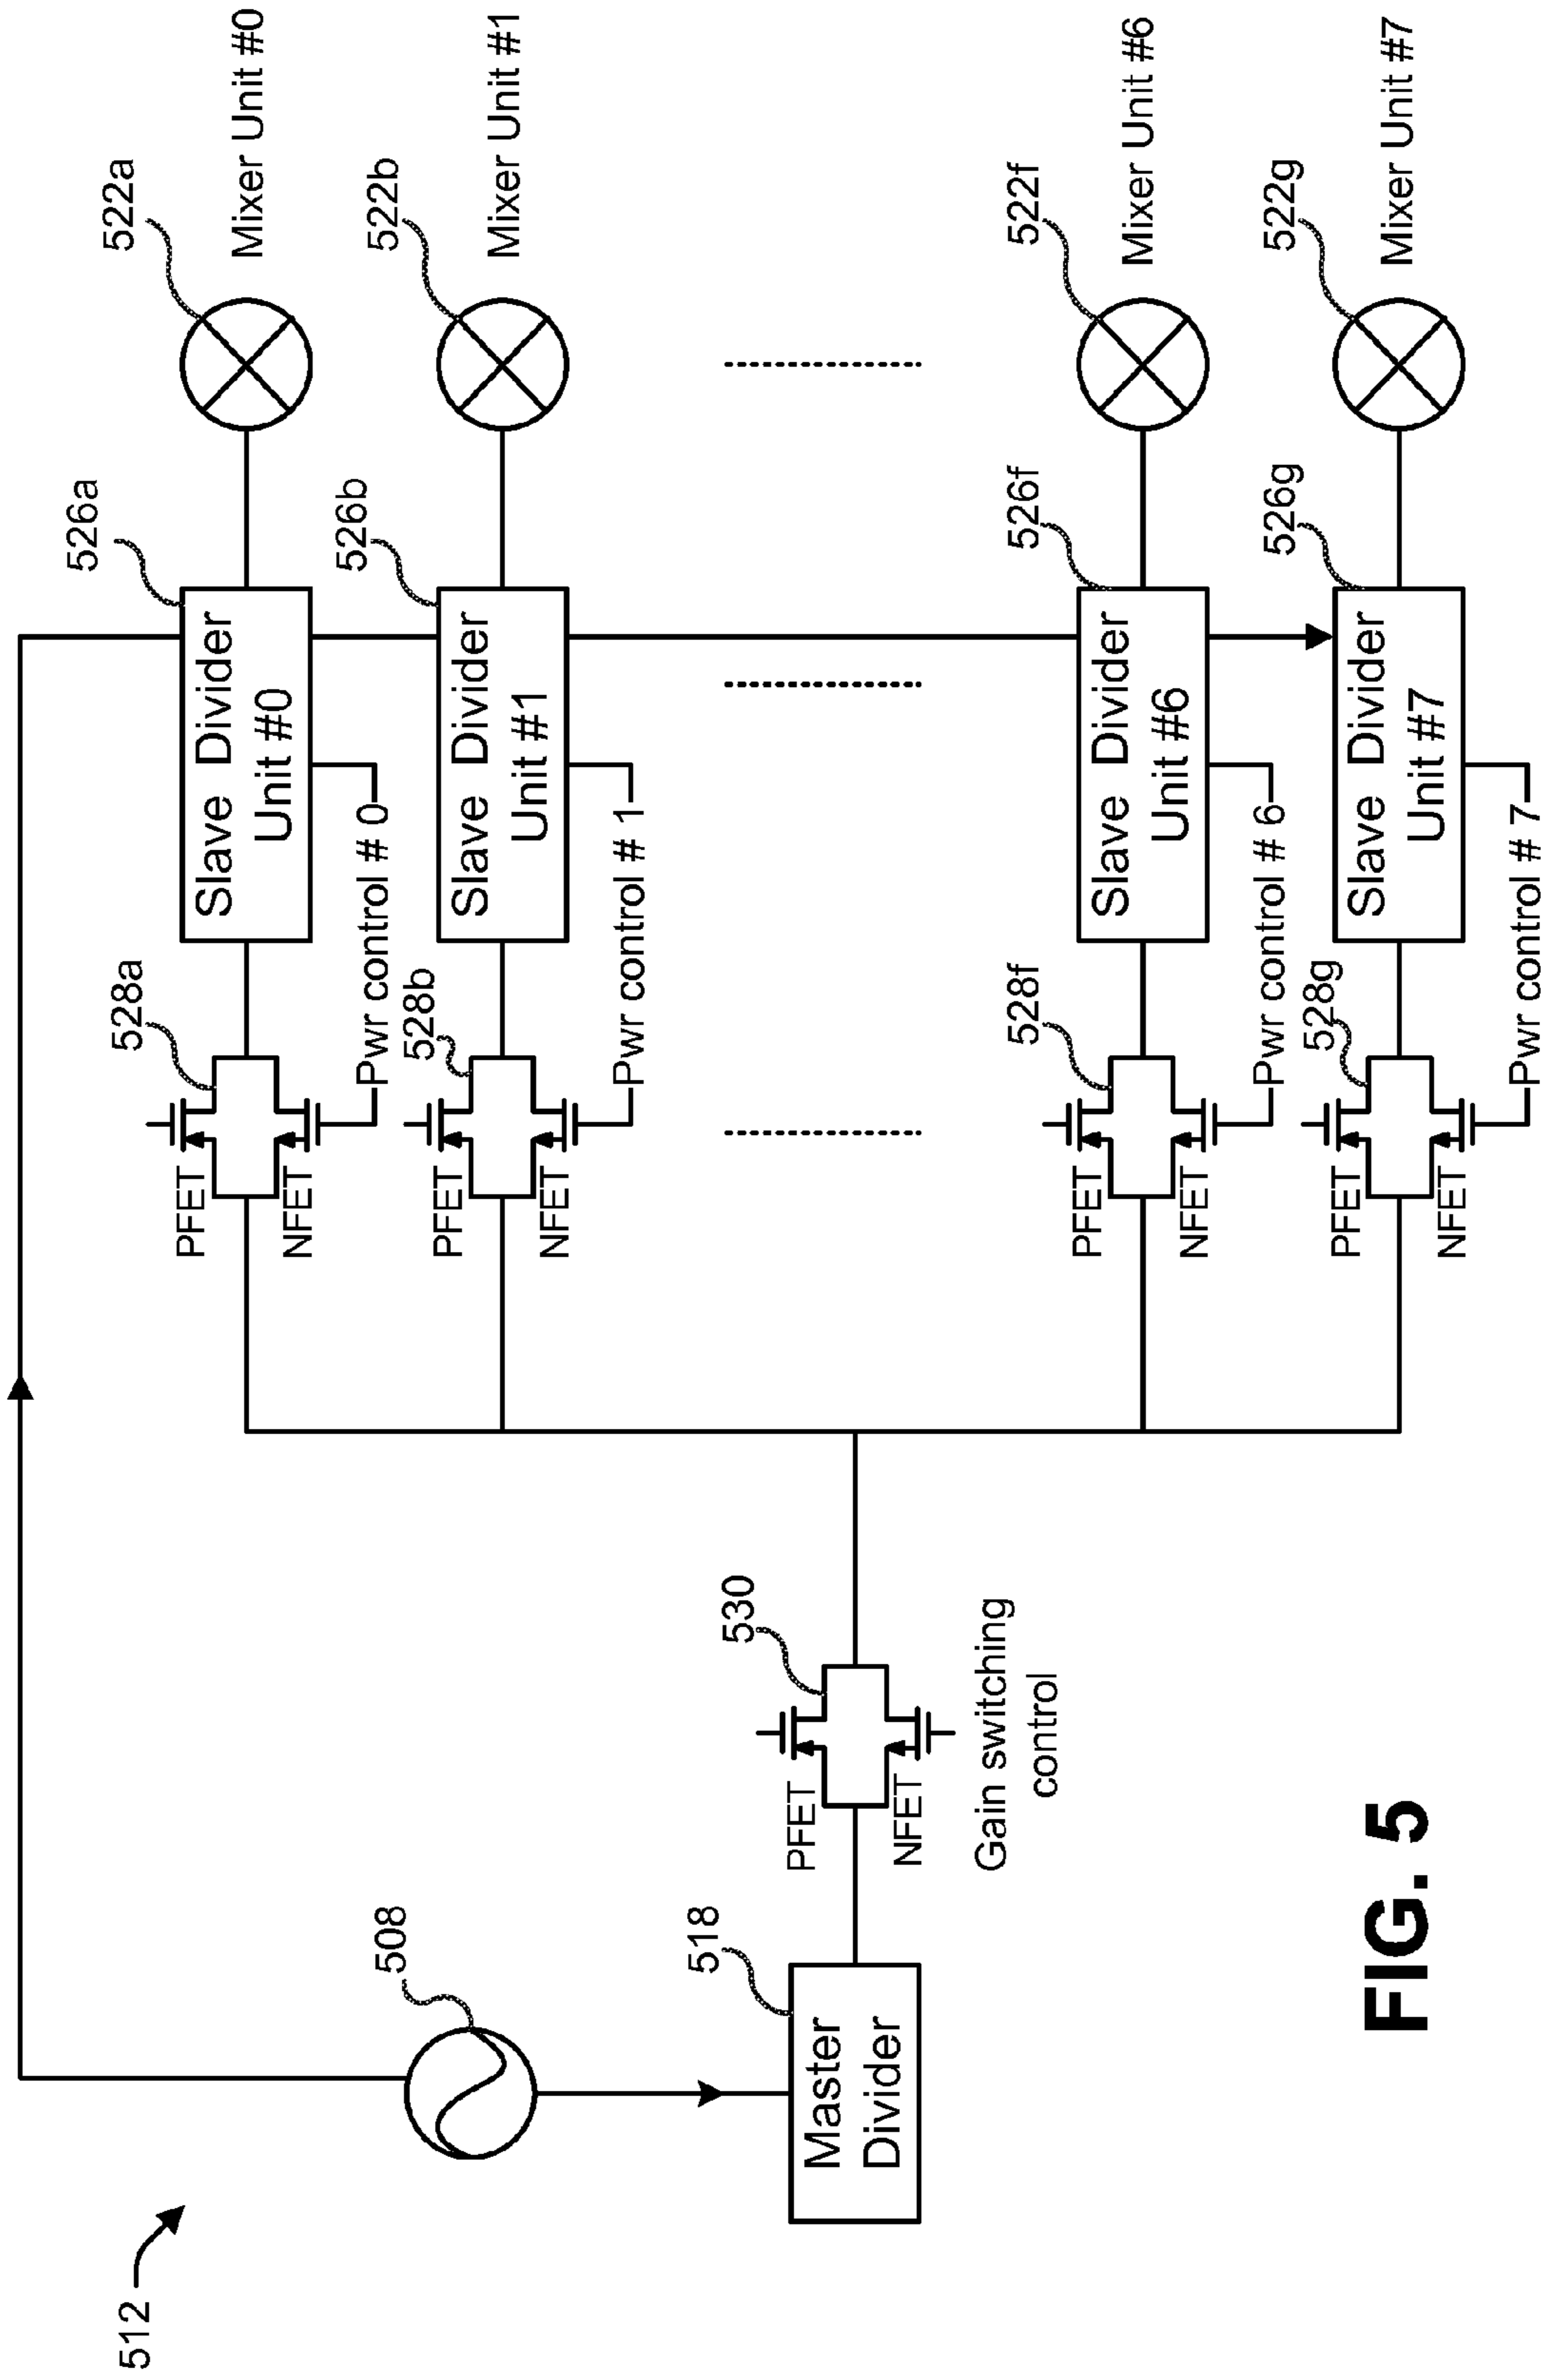 512
508
518
Master
Divider
530
PFET
NFET
Gain switching
control
528a
PFET
NFET
Pwr control # 0
526a
Slave Divider
Unit #0
522a
Mixer Unit #0
528b
PFET
NFET
Pwr control # 1
526b
Slave Divider
Unit #1
522b
Mixer Unit #1
528f
PFET
NFET
Pwr control # 6
526f
Slave Divider
Unit #6
522f
Mixer Unit #6
528g
PFET
NFET
Pwr control # 7
526g
Slave Divider
Unit #7
522g
Mixer Unit #7
FIG. 5